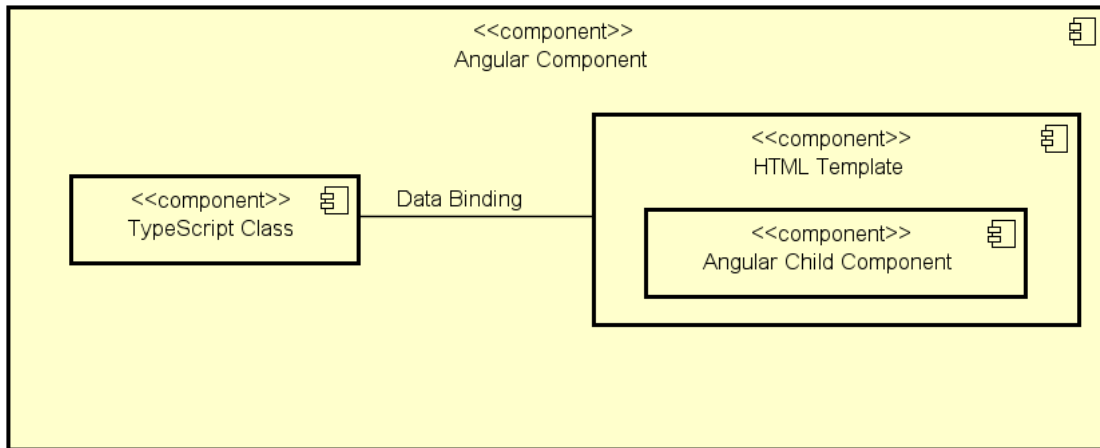 <<component>>
Angular Component
<<component>>
TypeScript Class
Data Binding
<<component>>
HTML Template
<<component>>
Angular Child Component